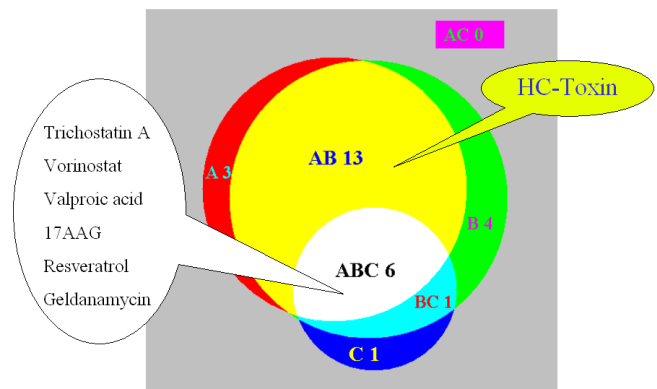 AC 0
HC-Toxin
Trichostatin A
Vorinostat
Valproic acid
17AAG
Resveratrol
Geldanamycin
AB 13
A 3
B 4
ABC 6
BC 1
C 1